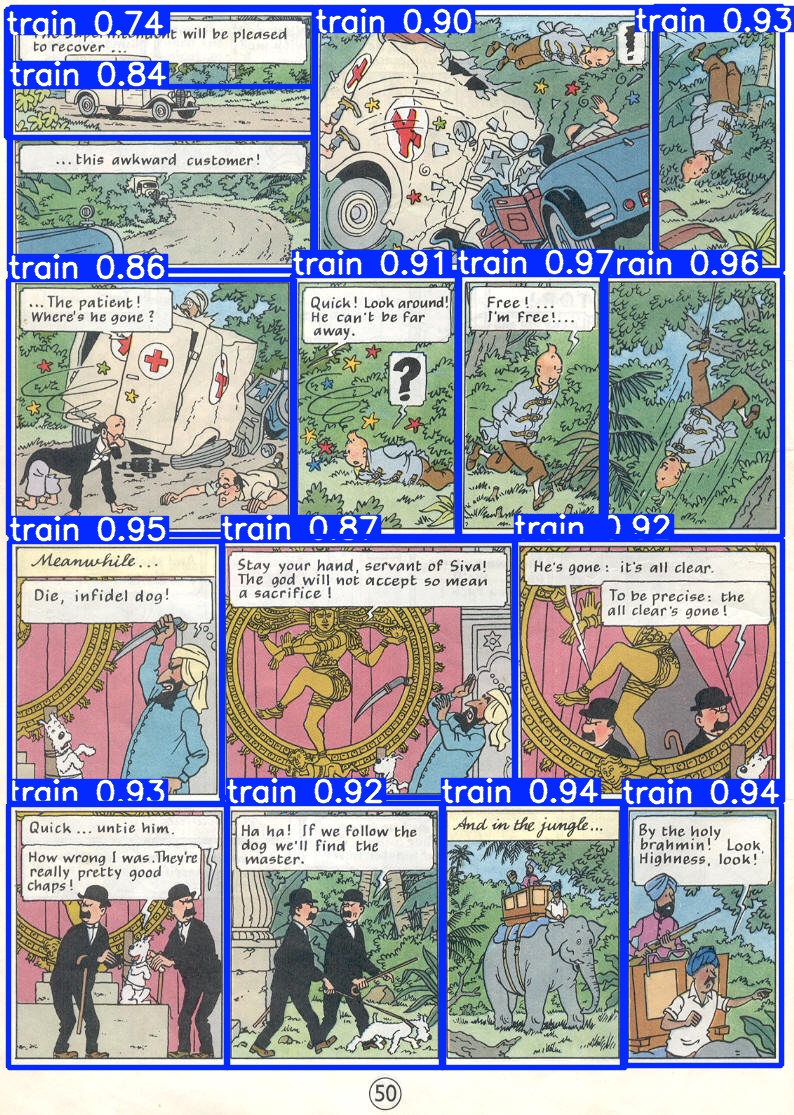 train 0.74
will be pleased
to recover ...
train 0.84
...this awkward customer!
train 0.90
!
train 0.93
train 0.86
...The patient!
Where's he gone?
train 0.91
Quick! Look around!
He can't be far
away.
?
train 0.97
Free! ...
I'm Free!...
train 0.96
train 0.95
Meanwhile...
Die, infidel dog!
train 0.87
Stay your hand, servant of Siva!
The god will not accept so mean
a sacrifice!
train 0.92
He's gone: it's all clear.
To be precise: the
all clear's gone!
train 0.93
Quick ... untie him.
How wrong I was. They're
really pretty good
chaps!
train 0.92
Ha ha! If we follow the
dog we'll find the
master.
train 0.94
And in the jungle...
train 0.94
By the holy
brahmin! Look,
Highness, look!
50